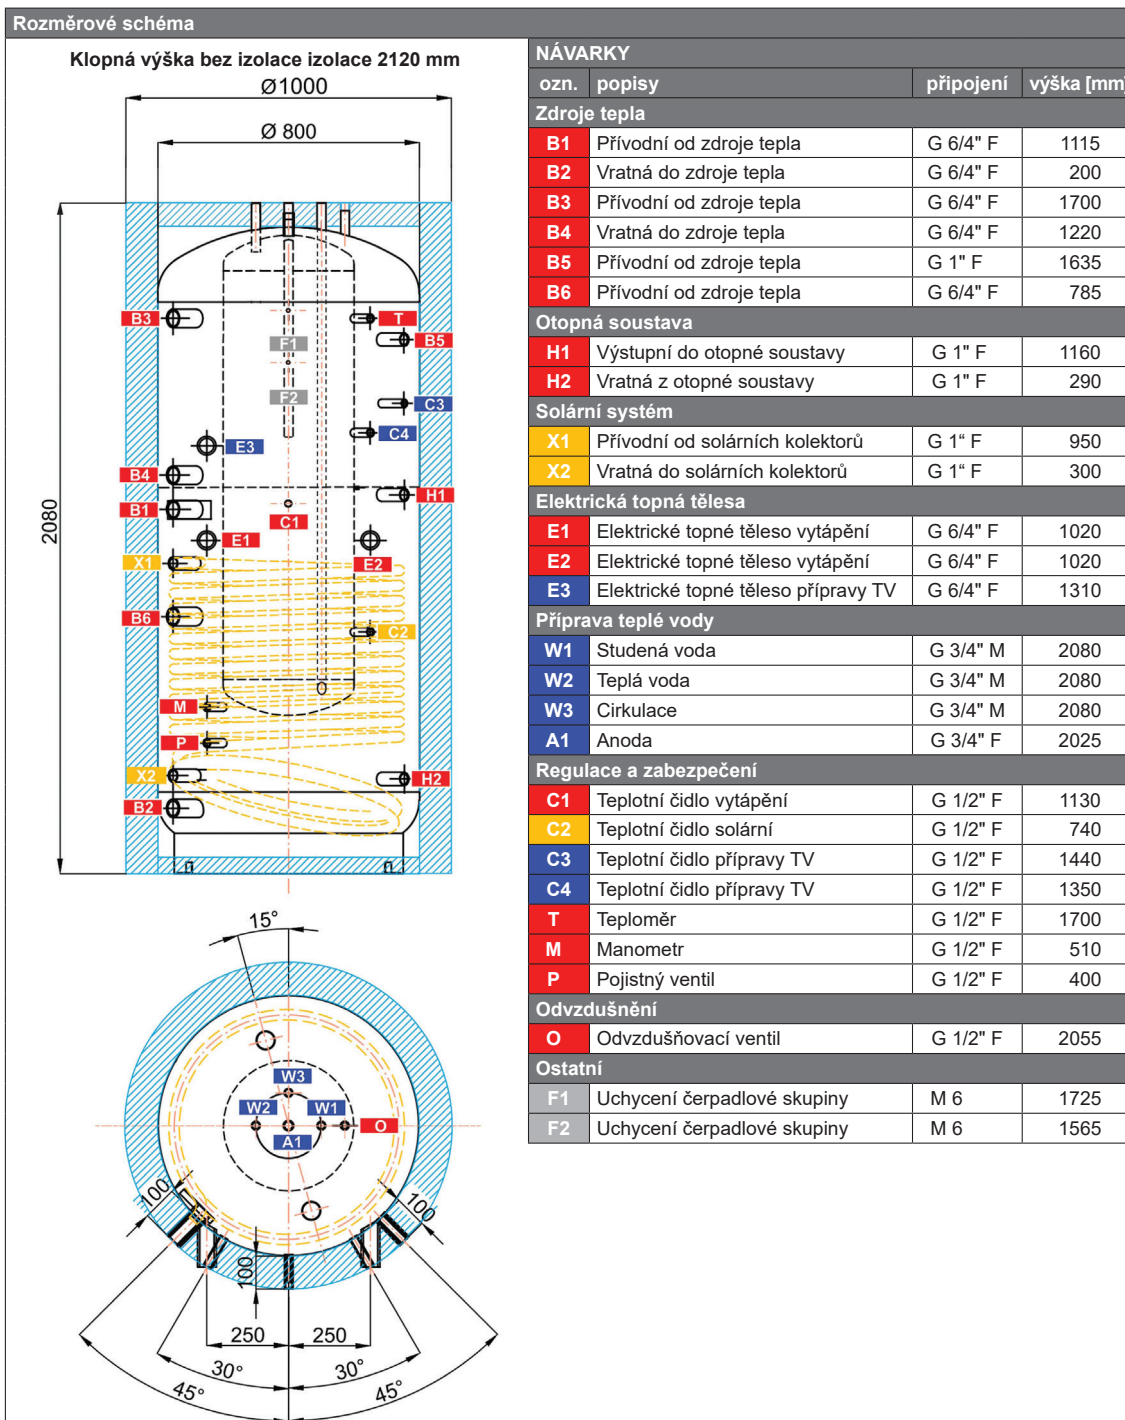 Rozměrové schéma
Klopná výška bez izolace izolace 2120 mm
Ø1000
Ø 800
2080
B3
T
F1
B5
F2
C3
C4
E3
B4
H1
B1
C1
E1
X1
E2
B6
C2
M
P
X2
H2
B2
15°
W3
W2
W1
O
A1
100
100
100
250
250
30°
30°
45°
45°
NÁVARKY
ozn. popisy připojení výška [mm]
Zdroje tepla
B1 Přívodní od zdroje tepla G 6/4" F 1115
B2 Vratná do zdroje tepla G 6/4" F 200
B3 Přívodní od zdroje tepla G 6/4" F 1700
B4 Vratná do zdroje tepla G 6/4" F 1220
B5 Přívodní od zdroje tepla G 1" F 1635
B6 Přívodní od zdroje tepla G 6/4" F 785
Otopná soustava
H1 Výstupní do otopné soustavy G 1" F 1160
H2 Vratná z otopné soustavy G 1" F 290
Solární systém
X1 Přívodní od solárních kolektorů G 1“ F 950
X2 Vratná do solárních kolektorů G 1“ F 300
Elektrická topná tělesa
E1 Elektrické topné těleso vytápění G 6/4" F 1020
E2 Elektrické topné těleso vytápění G 6/4" F 1020
E3 Elektrické topné těleso přípravy TV G 6/4" F 1310
Příprava teplé vody
W1 Studená voda G 3/4" M 2080
W2 Teplá voda G 3/4" M 2080
W3 Cirkulace G 3/4" M 2080
A1 Anoda G 3/4" F 2025
Regulace a zabezpečení
C1 Teplotní čidlo vytápění G 1/2" F 1130
C2 Teplotní čidlo solární G 1/2" F 740
C3 Teplotní čidlo přípravy TV G 1/2" F 1440
C4 Teplotní čidlo přípravy TV G 1/2" F 1350
T Teploměr G 1/2" F 1700
M Manometr G 1/2" F 510
P Pojistný ventil G 1/2" F 400
Odvzdušnění
O Odvzdušňovací ventil G 1/2" F 2055
Ostatní
F1 Uchycení čerpadlové skupiny M 6 1725
F2 Uchycení čerpadlové skupiny M 6 1565